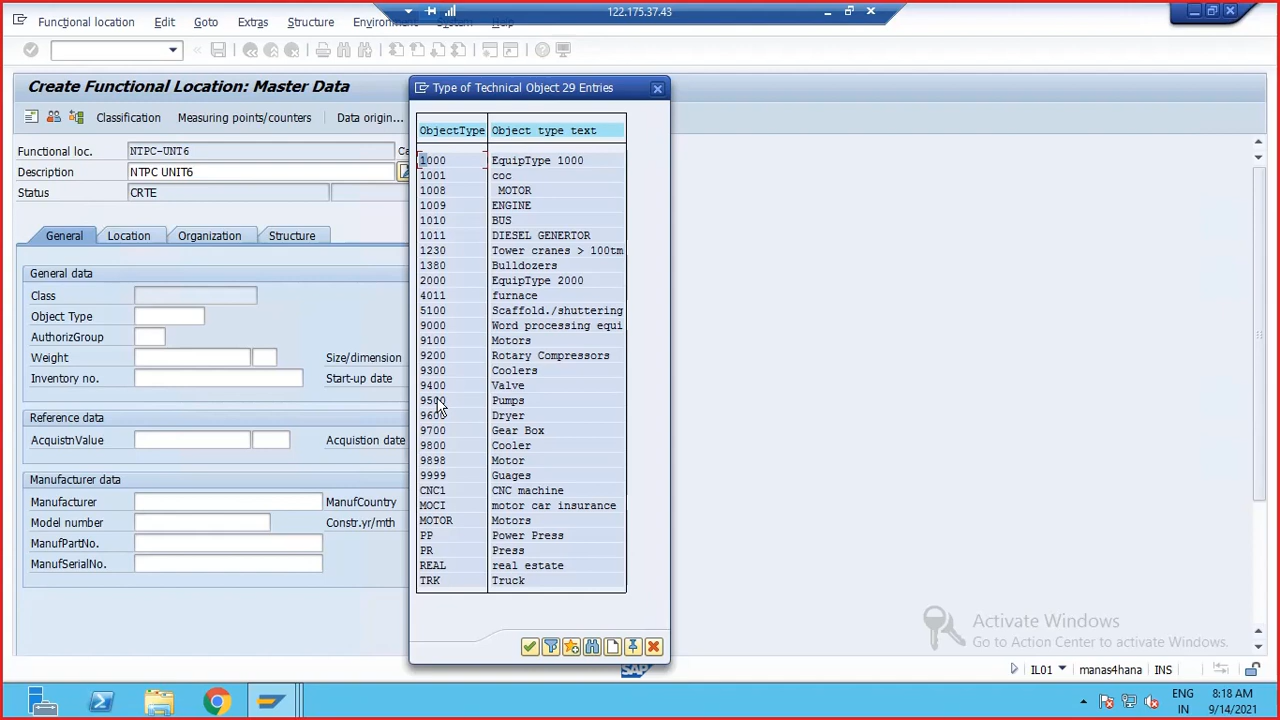 122.175.37.43
Functional location Edit Goto Extras Structure Environment System Help
Create Functional Location: Master Data
Classification Measuring points/counters Data origin...
Functional loc. NTPC-UNT6 Ca
Description NTPC UNIT6
Status CRTE
General Location Organization Structure
General data
Class
Object Type
AuthorizGroup
Weight Size/dimension
Inventory no. Start-up date
Reference data
AcquistnValue Acquistion date
Manufacturer data
Manufacturer ManufCountry
Model number Constr.yr/mth
ManufPartNo.
ManufSerialNo.
Type of Technical Object 29 Entries
ObjectType Object type text
1000 EquipType 1000
1001 coc
1008 MOTOR
1009 ENGINE
1010 BUS
1011 DIESEL GENERTOR
1230 Tower cranes > 100tm
1380 Bulldozers
2000 EquipType 2000
4011 furnace
5100 Scaffold./shuttering
9000 Word processing equi
9100 Motors
9200 Rotary Compressors
9300 Coolers
9400 Valve
9500 Pumps
9600 Dryer
9700 Gear Box
9800 Cooler
9898 Motor
9999 Guages
CNC1 CNC machine
MOCI motor car insurance
MOTOR Motors
PP Power Press
PR Press
REAL real estate
TRK Truck
Activate Windows
Go to Action Center to activate Windows.
SAP
IL01 manas4hana INS
ENG 8:18 AM
IN 9/14/2021